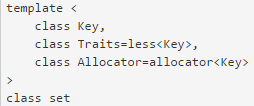 template <
    class Key,
    class Traits=less<Key>,
    class Allocator=allocator<Key>
>
class set